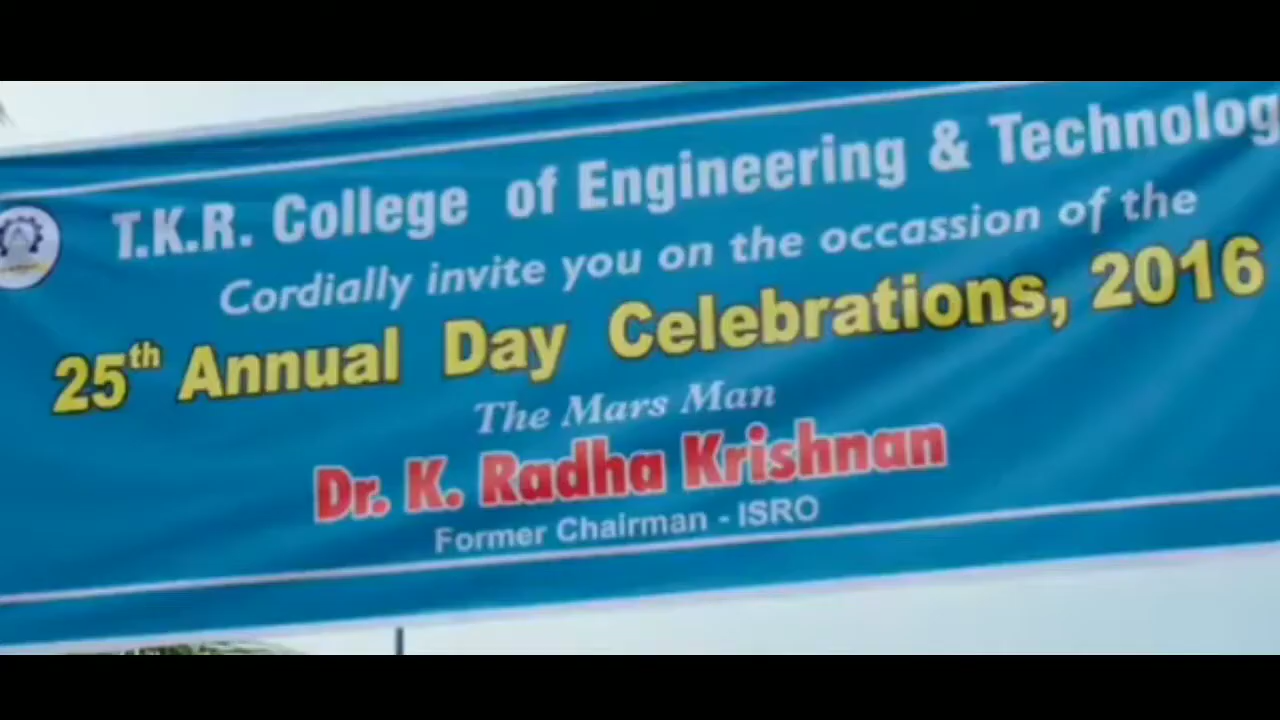 T.K.R. College of Engineering & Technolog
Cordially invite you on the occassion of the
25th Annual Day Celebrations, 2016
The Mars Man
Dr. K. Radha Krishnan
Former Chairman - ISRO